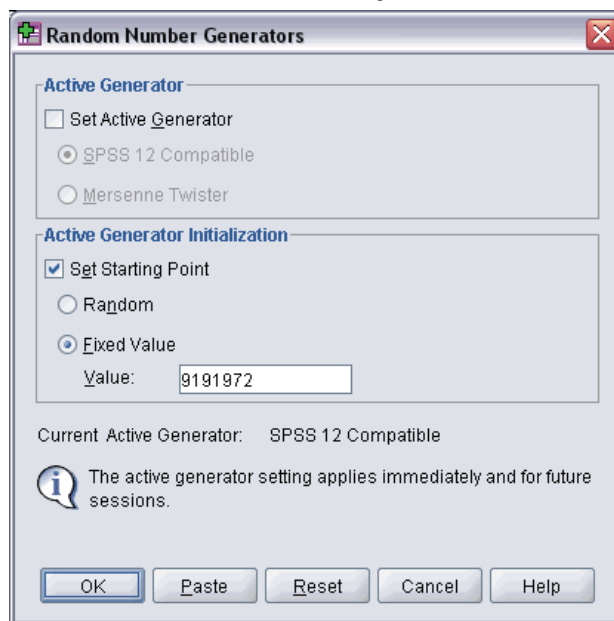 Random Number Generators
Active Generator
Set Active Generator
SPSS 12 Compatible
Mersenne Twister
Active Generator Initialization
Set Starting Point
Random
Fixed Value
Value: 9191972
Current Active Generator: SPSS 12 Compatible
The active generator setting applies immediately and for future
sessions.
OK Paste Reset Cancel Help